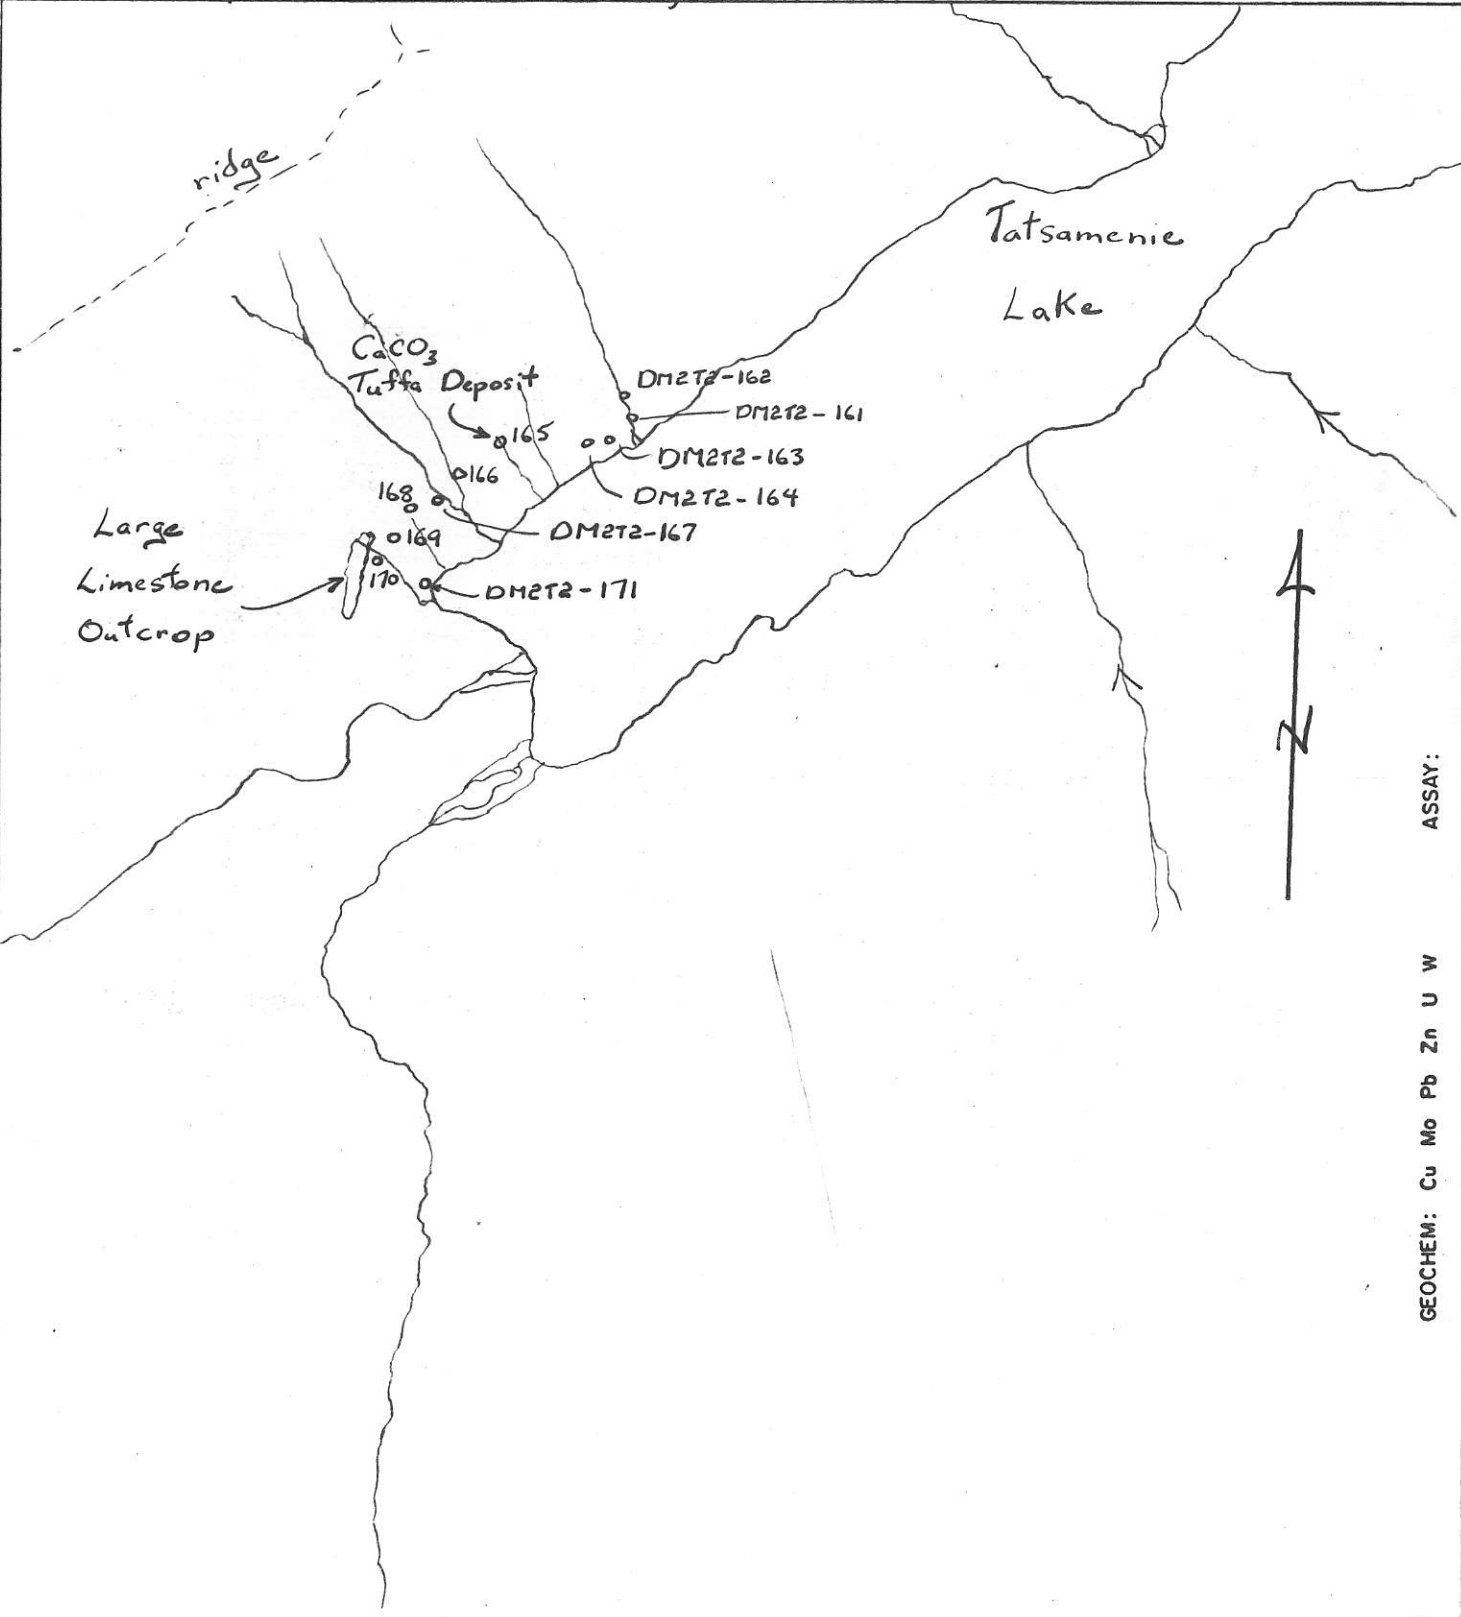 ridge
Tatsamenie
Lake
CaCO3
Tuffa Deposit
DM2T2-162
DM2T2-161
165
DM2T2-163
166
DM2T2-164
168
DM2T2-167
169
170
DM2T2-171
Large
Limestone
Outcrop
N
ASSAY:
GEOCHEM: Cu Mo Pb Zn U W